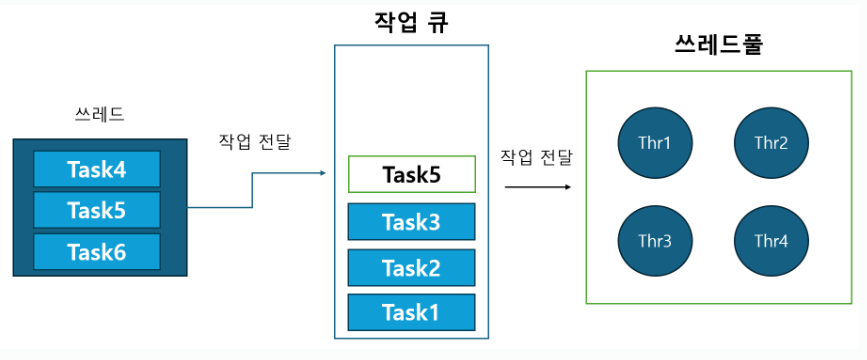 작업 큐
쓰레드풀
쓰레드
작업 전달
작업 전달
Task4
Task5
Task6
Task5
Task3
Task2
Task1
Thr1
Thr2
Thr3
Thr4